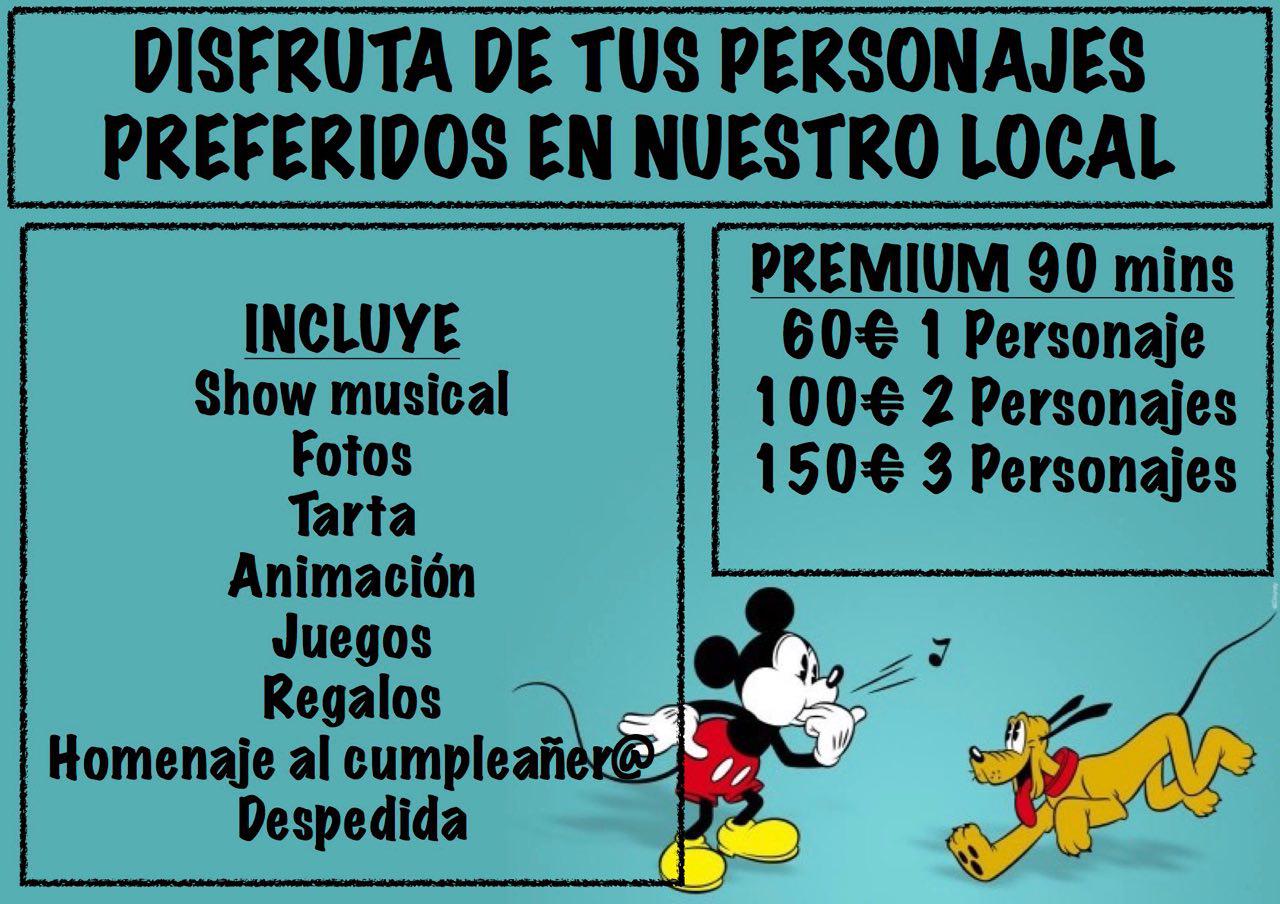 DISFRUTA DE TUS PERSONAJES
PREFERIDOS EN NUESTRO LOCAL
INCLUYE
Show musical
Fotos
Tarta
Animación
Juegos
Regalos
Homenaje al cumpleañer@
Despedida
PREMIUM 90 mins
60€ 1 Personaje
100€ 2 Personajes
150€ 3 Personajes